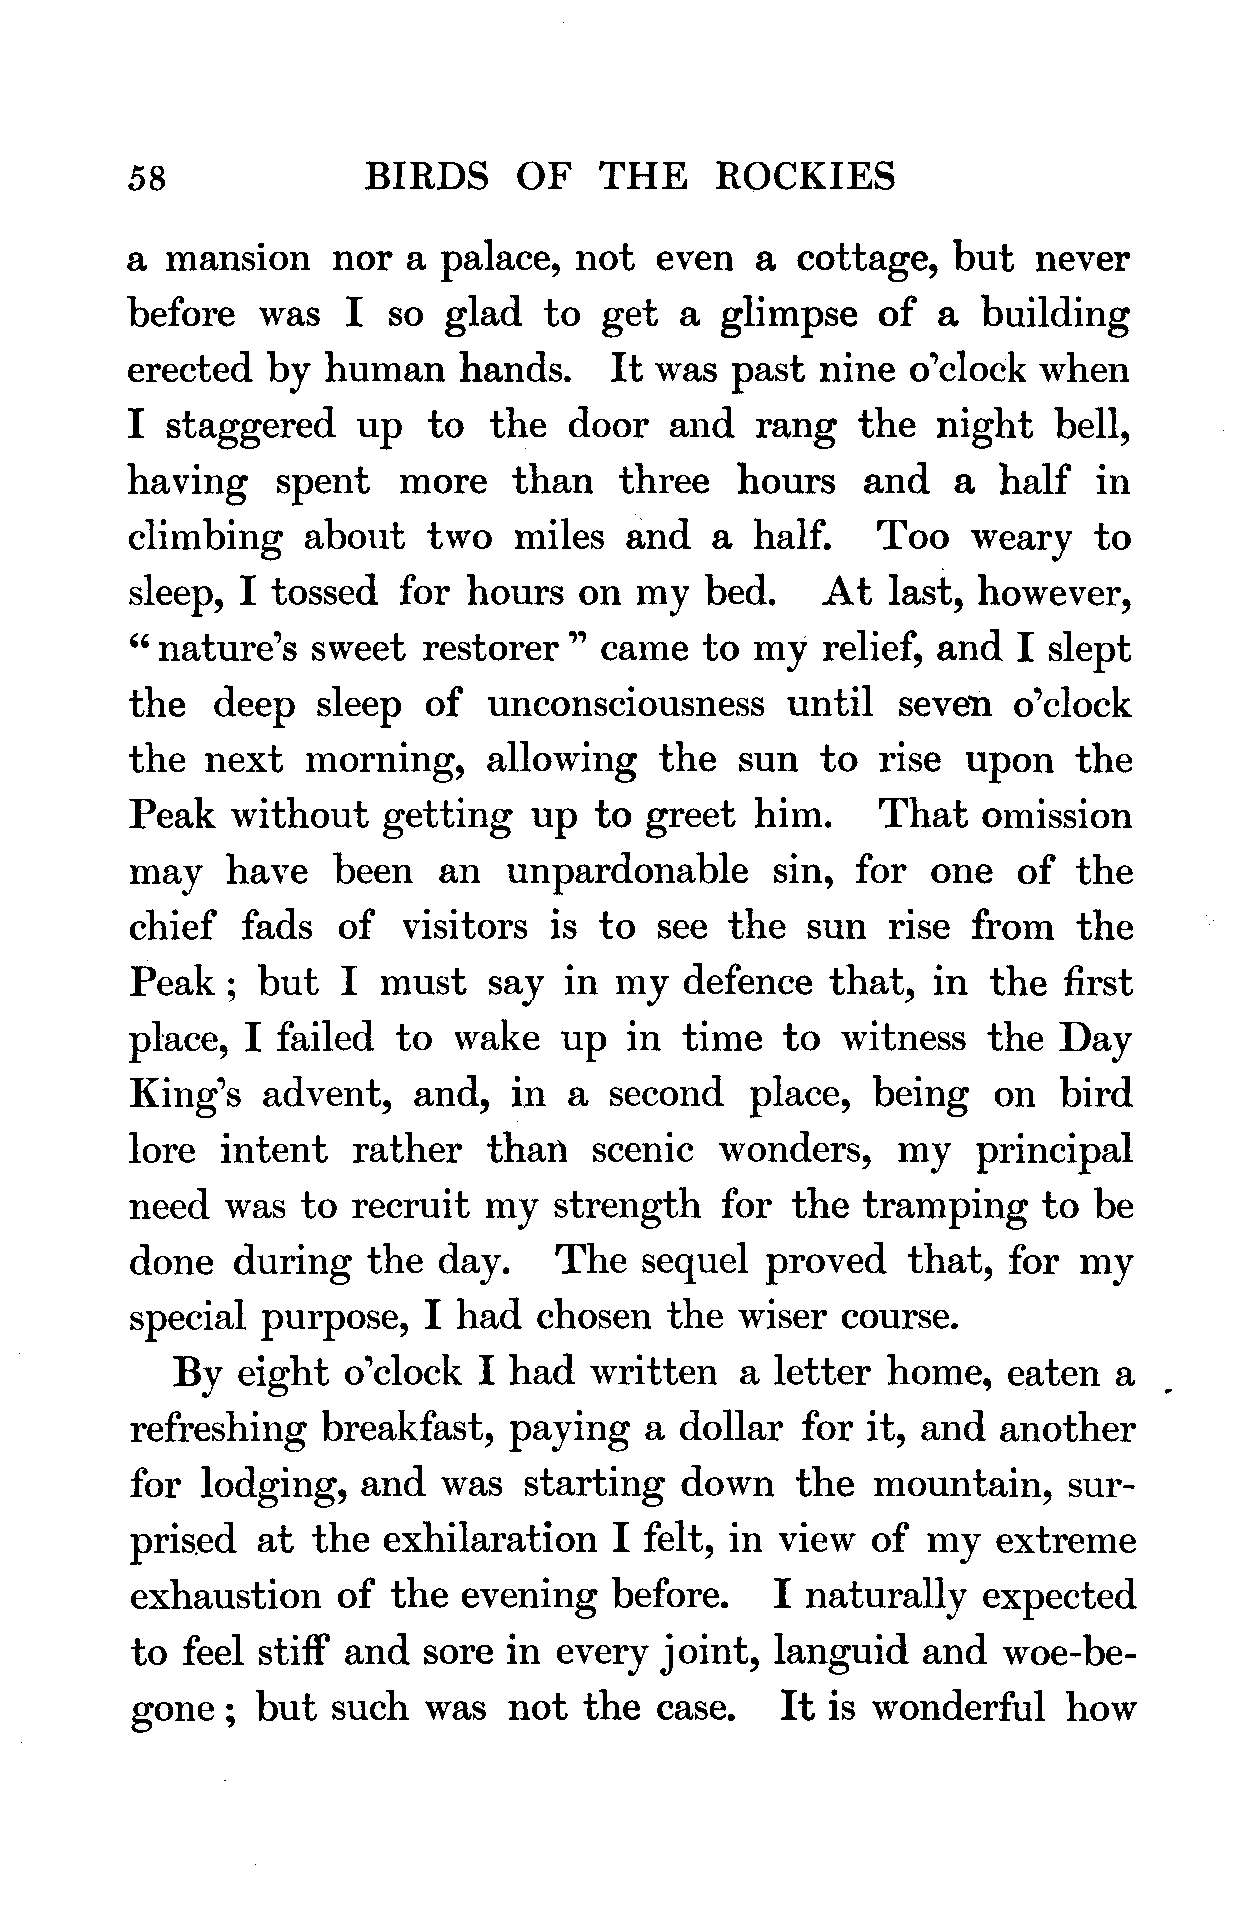 58 BIRDS OF THE ROCKIES
a mansion nor a palace, not even a cottage, but never
before was I so glad to get a glimpse of a building
erected by human hands. It was past nine o'clock when
I staggered up to the door and rang the night bell,
having spent more than three hours and a half in
climbing about two miles and a half. Too weary to
sleep, I tossed for hours on my bed. At last, however,
“nature's sweet restorer” came to my relief, and I slept
the deep sleep of unconsciousness until seven o'clock
the next morning, allowing the sun to rise upon the
Peak without getting up to greet him. That omission
may have been an unpardonable sin, for one of the
chief fads of visitors is to see the sun rise from the
Peak; but I must say in my defence that, in the first
place, I failed to wake up in time to witness the Day
King's advent, and, in a second place, being on bird
lore intent rather than scenic wonders, my principal
need was to recruit my strength for the tramping to be
done during the day. The sequel proved that, for my
special purpose, I had chosen the wiser course.
By eight o'clock I had written a letter home, eaten a
refreshing breakfast, paying a dollar for it, and another
for lodging, and was starting down the mountain, sur-
prised at the exhilaration I felt, in view of my extreme
exhaustion of the evening before. I naturally expected
to feel stiff and sore in every joint, languid and woe-be-
gone; but such was not the case. It is wonderful how